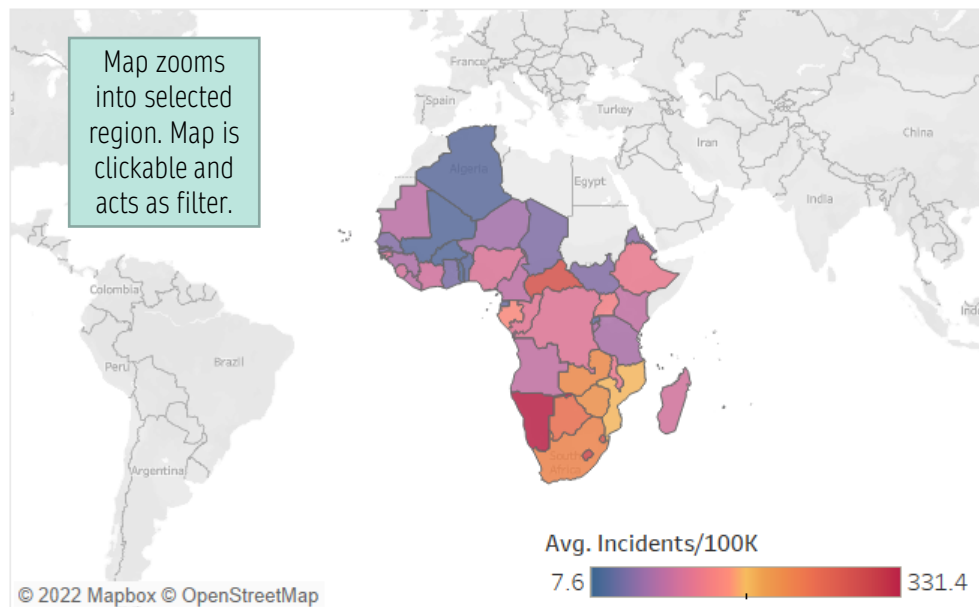 Map zooms
into selected
region. Map is
clickable and
acts as filter.
France
Spain
Turkey
China
Iran
Algeria
Egypt
India
Colombia
Brazil
Peru
South
Africa
Argentina
Avg. Incidents/100K
7.6
331.4
© 2022 Mapbox © OpenStreetMap